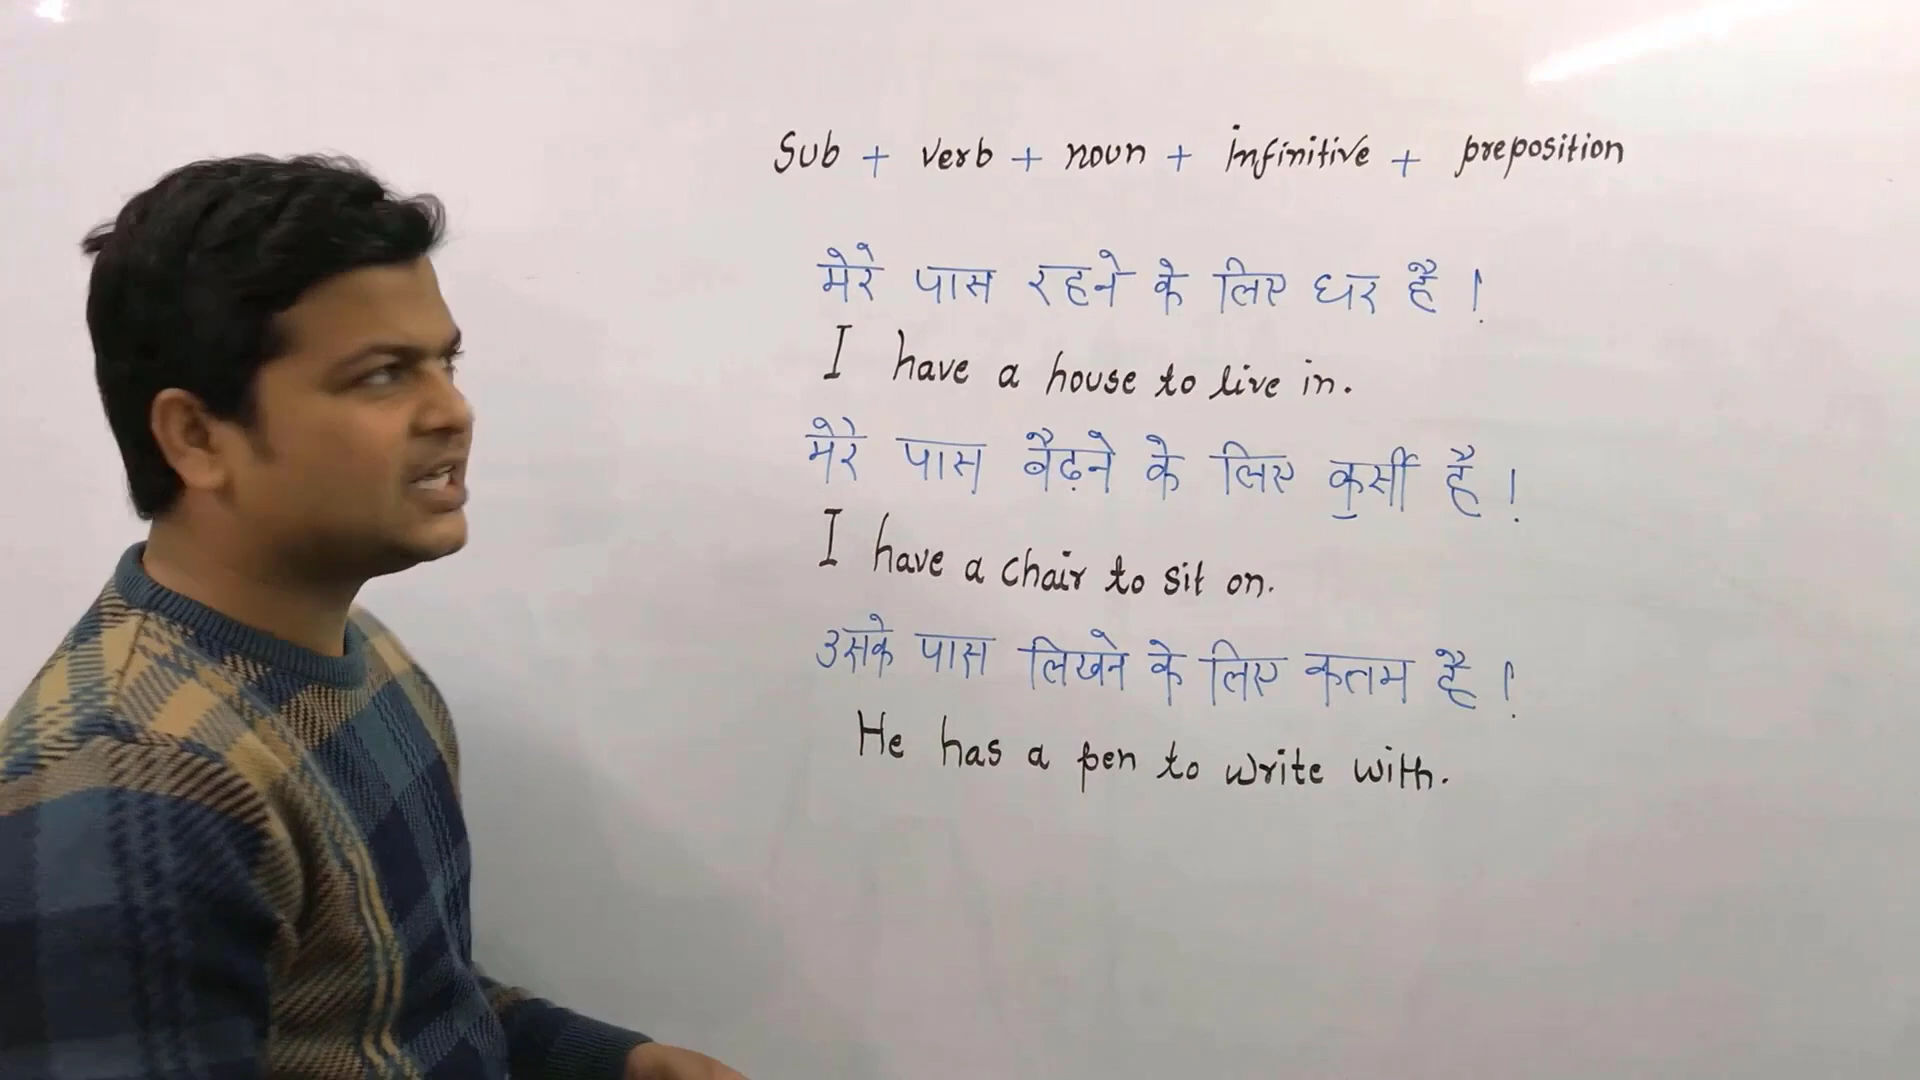 Sub + verb + noun + infinitive + preposition
मेरे पास रहने के लिए घर है !
I have a house to live in.
मेरे पास बैढ़ने के लिए कुर्सी है !
I have a chair to sit on.
उसके पास लिखने के लिए कलम है !
He has a pen to write with.